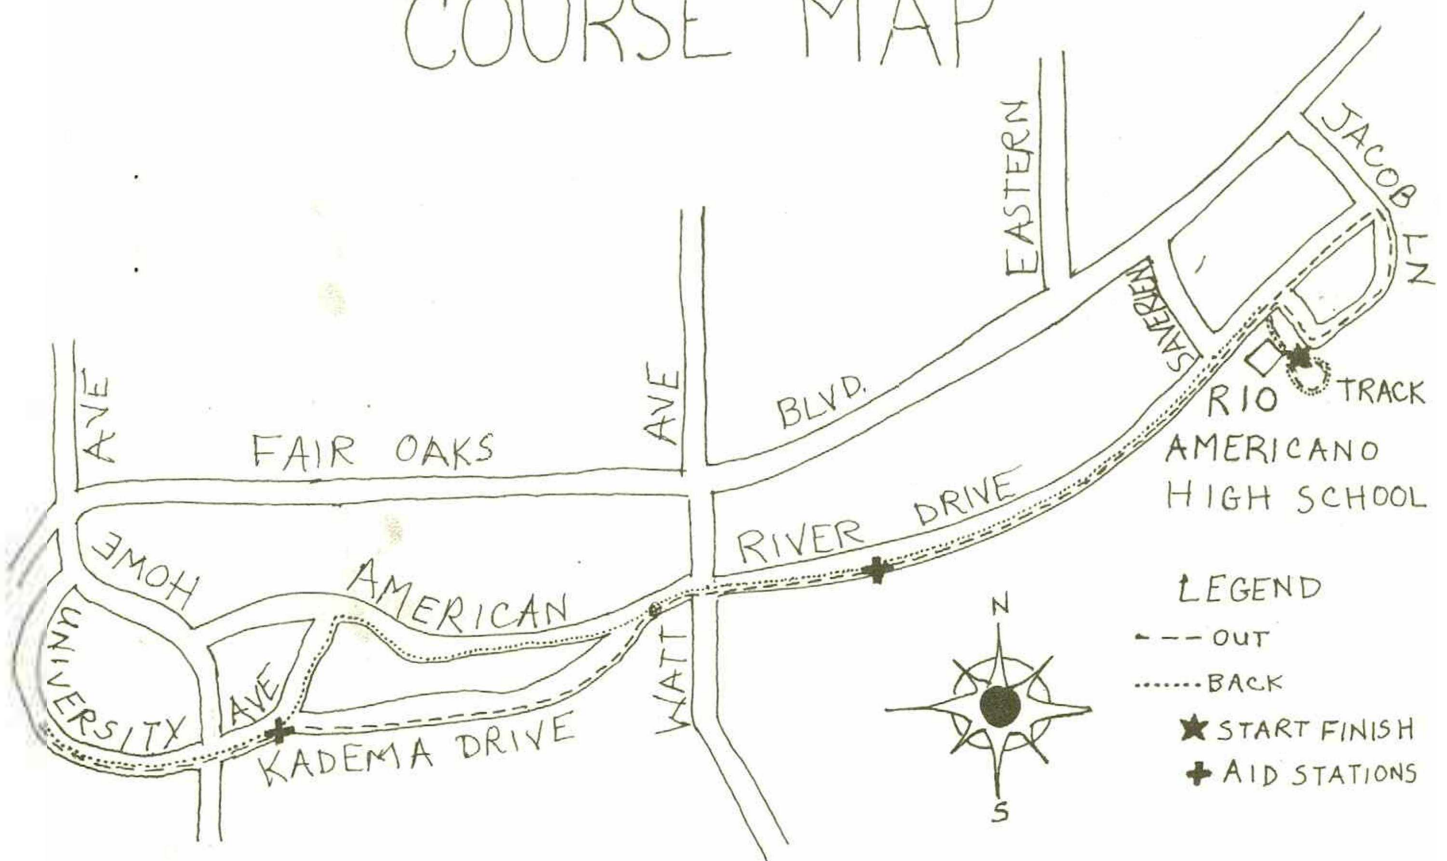 COURSE MAP
JACOB
LN
EASTERN
SAVERIEN
AVE
AVE
BLVD.
FAIR OAKS
TRACK
RIO
AMERICANO
HIGH SCHOOL
RIVER DRIVE
HOWE
AMERICAN
UNIVERSITY
AVE
WATT
KADEMA DRIVE
N
S
LEGEND
OUT
BACK
START FINISH
AID STATIONS